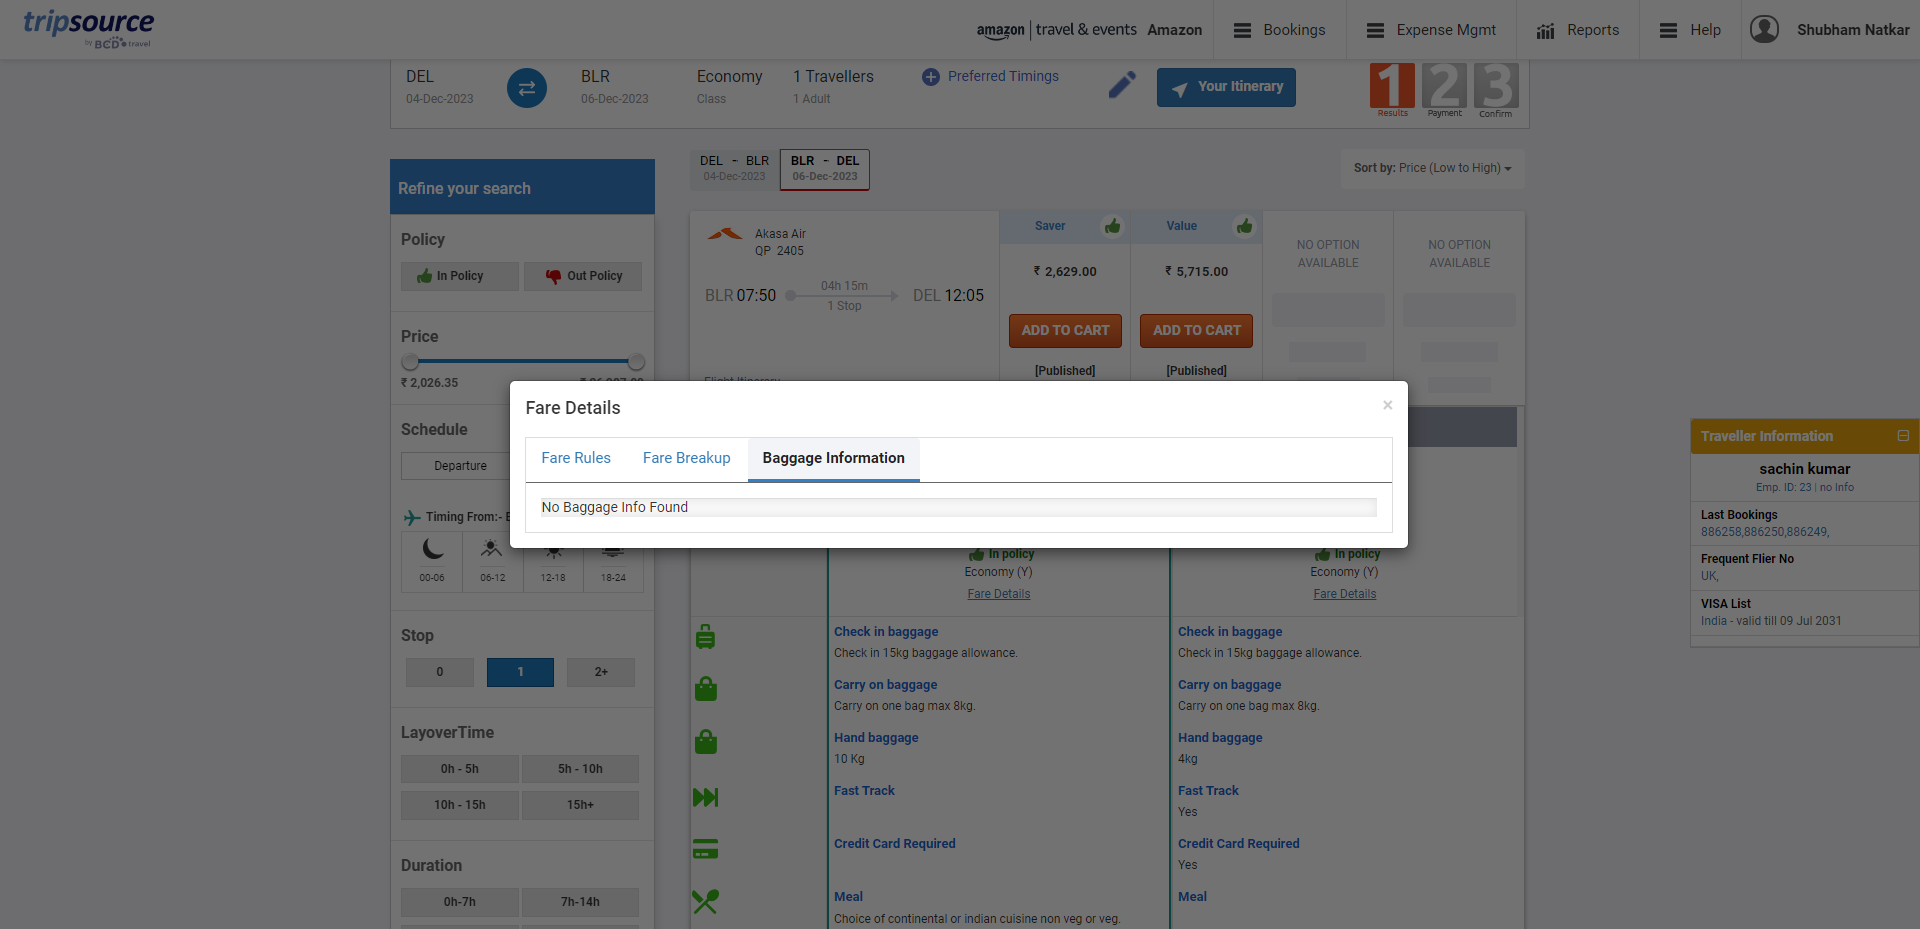 tripsource
by BCD travel
amazon | travel & events Amazon
Bookings
Expense Mgmt
Reports
Help
Shubham Natkar
DEL
04-Dec-2023
BLR
06-Dec-2023
Economy
Class
1 Travellers
1 Adult
Preferred Timings
Your Itinerary
1
Results
2
Payment
3
Confirm
Refine your search
Policy
In Policy
Out Policy
Price
₹ 2,026.35
Schedule
Departure
Timing From:-
00-06
06-12
12-18
18-24
Stop
0
1
2+
LayoverTime
0h - 5h
5h - 10h
10h - 15h
15h+
Duration
0h-7h
7h-14h
DEL - BLR
04-Dec-2023
BLR - DEL
06-Dec-2023
Sort by: Price (Low to High)
Akasa Air
QP 2405
BLR 07:50
04h 15m
1 Stop
DEL 12:05
Flight Itinerary
Saver
₹ 2,629.00
ADD TO CART
[Published]
Value
₹ 5,715.00
ADD TO CART
[Published]
NO OPTION
AVAILABLE
NO OPTION
AVAILABLE
Fare Details
×
Fare Rules
Fare Breakup
Baggage Information
No Baggage Info Found
In policy
Economy (Y)
Fare Details
In policy
Economy (Y)
Fare Details
Check in baggage
Check in 15kg baggage allowance.
Check in baggage
Check in 15kg baggage allowance.
Carry on baggage
Carry on one bag max 8kg.
Carry on baggage
Carry on one bag max 8kg.
Hand baggage
10 Kg
Hand baggage
4kg
Fast Track
Fast Track
Yes
Credit Card Required
Credit Card Required
Yes
Meal
Choice of continental or indian cuisine non veg or veg.
Meal
Traveller Information
sachin kumar
Emp. ID: 23 | no Info
Last Bookings
886258,886250,886249,
Frequent Flier No
UK,
VISA List
India - valid till 09 Jul 2031